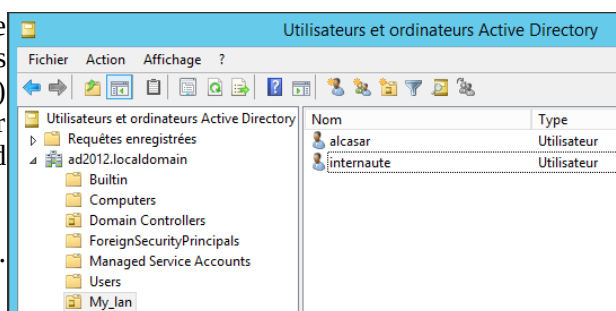 Utilisateurs et ordinateurs Active Directory
Fichier Action Affichage ?
Utilisateurs et ordinateurs Active Directory
Requêtes enregistrées
ad2012.localdomain
Builtin
Computers
Domain Controllers
ForeignSecurityPrincipals
Managed Service Accounts
Users
My_lan
Nom Type
alcasar Utilisateur
internaute Utilisateur